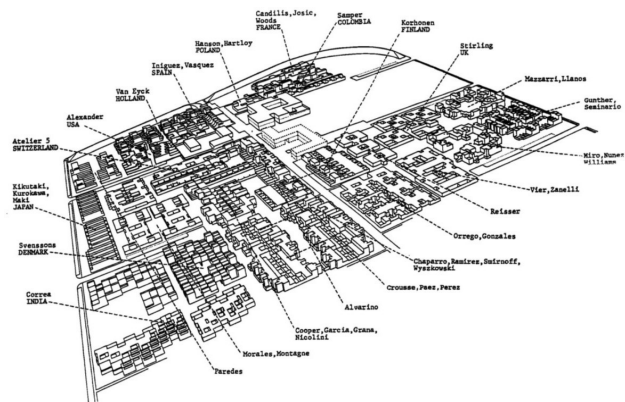 Candilis, Josic,
Woods
FRANCE
Samper
COLOMBIA
Korhonen
FINLAND
Hanson, Hartloy
POLAND
Stirling
UK
Iniguez, Vasquez
SPAIN
Mazzarri, Llanos
Van Eyck
HOLLAND
Gunther,
Seminario
Alexander
USA
Atelier 5
SWITZERLAND
Miro, Nunez
Williams
Kikutaki,
Kurokawa,
Maki
JAPAN
Vier, Zanelli
Reisser
Orrego, Gonzales
Svenssons
DENMARK
Chaparro, Ramirez, Smirnoff,
Wyszkowski
Crousse, Paez, Perez
Correa
INDIA
Alvarino
Cooper, Garcia, Grana,
Nicolini
Morales, Montagne
Paredes